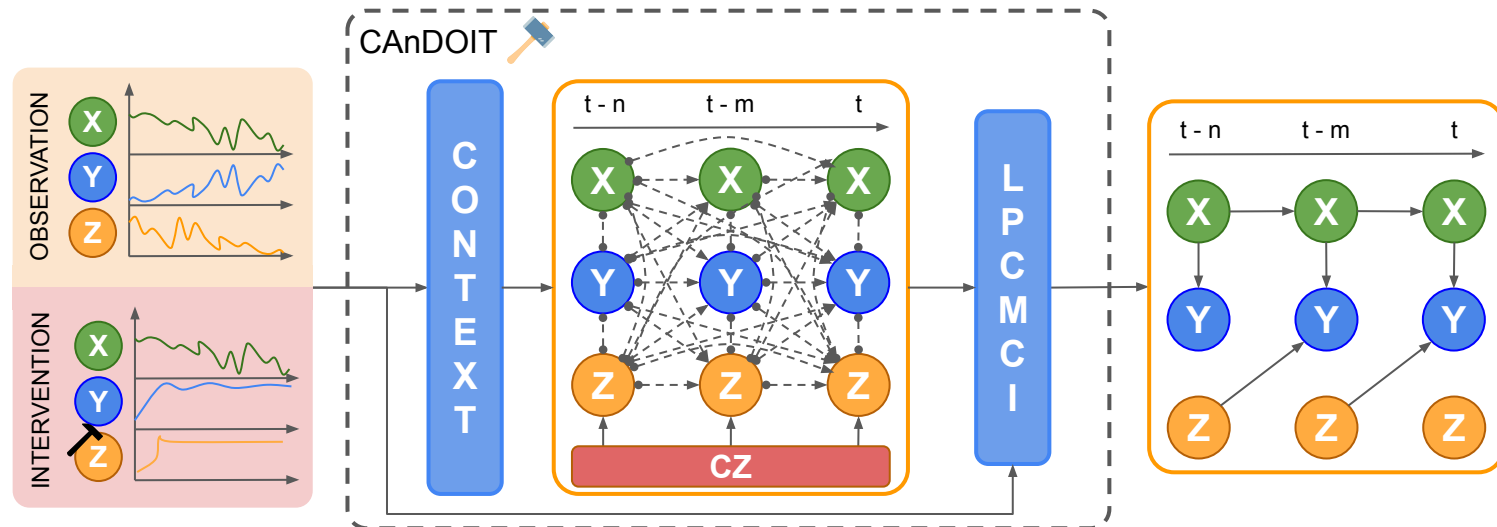 OBSERVATION
X
Y
Z
INTERVENTION
X
Y
Z
CAnDOIT
CONTEXT
t - n t - m t
X X X
Y Y Y
Z Z Z
CZ
LPCMCI
t - n t - m t
X X X
Y Y Y
Z Z Z